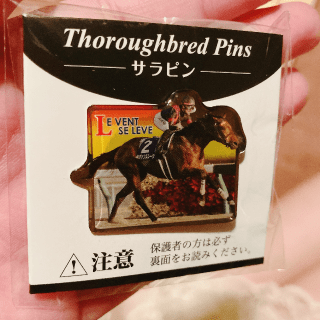 Thoroughbred Pins
サラピン
LE VENT
SE LEVE
2
注意
保護者の方は必ず
裏面をお読みください。